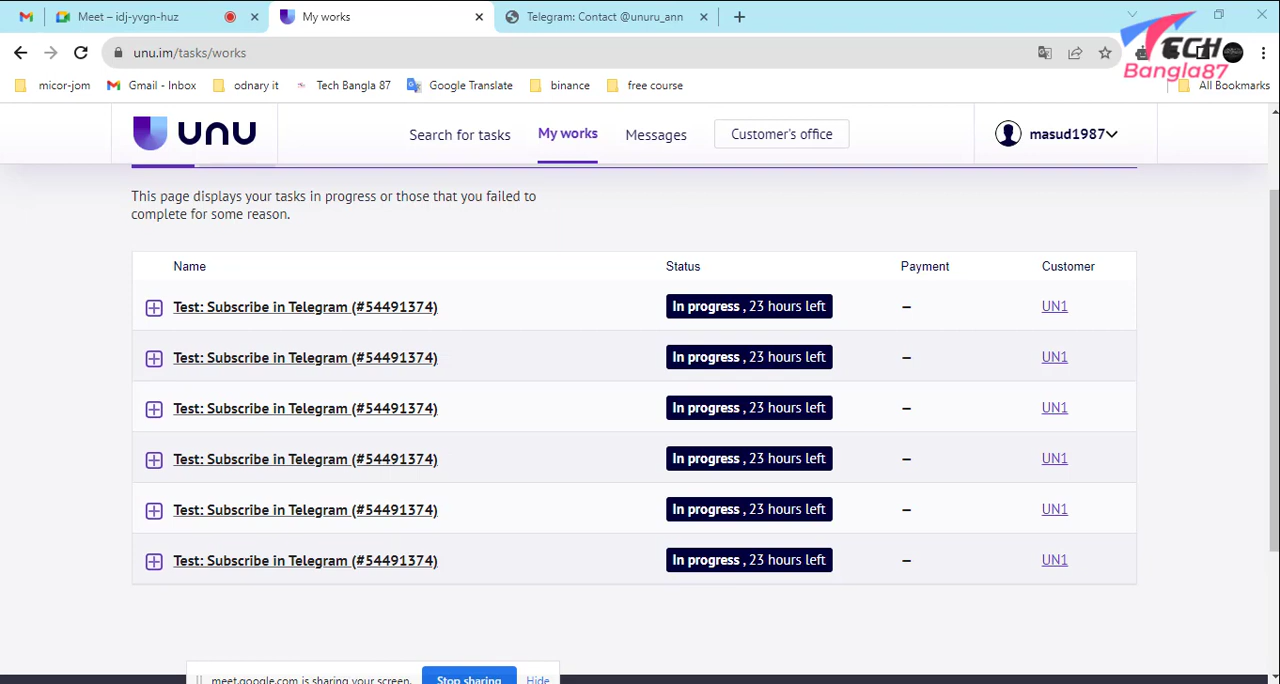 Meet – idj-yvgn-huz
My works
Telegram: Contact @unuru_ann
unu.im/tasks/works
TECH
Bangla87
micor-jom
Gmail - Inbox
odnary it
Tech Bangla 87
Google Translate
binance
free course
All Bookmarks
unu
Search for tasks
My works
Messages
Customer's office
masud1987
This page displays your tasks in progress or those that you failed to
complete for some reason.
Name Status Payment Customer
Test: Subscribe in Telegram (#54491374) In progress , 23 hours left – UN1
Test: Subscribe in Telegram (#54491374) In progress , 23 hours left – UN1
Test: Subscribe in Telegram (#54491374) In progress , 23 hours left – UN1
Test: Subscribe in Telegram (#54491374) In progress , 23 hours left – UN1
Test: Subscribe in Telegram (#54491374) In progress , 23 hours left – UN1
Test: Subscribe in Telegram (#54491374) In progress , 23 hours left – UN1
meet.google.com is sharing your screen. Stop sharing Hide